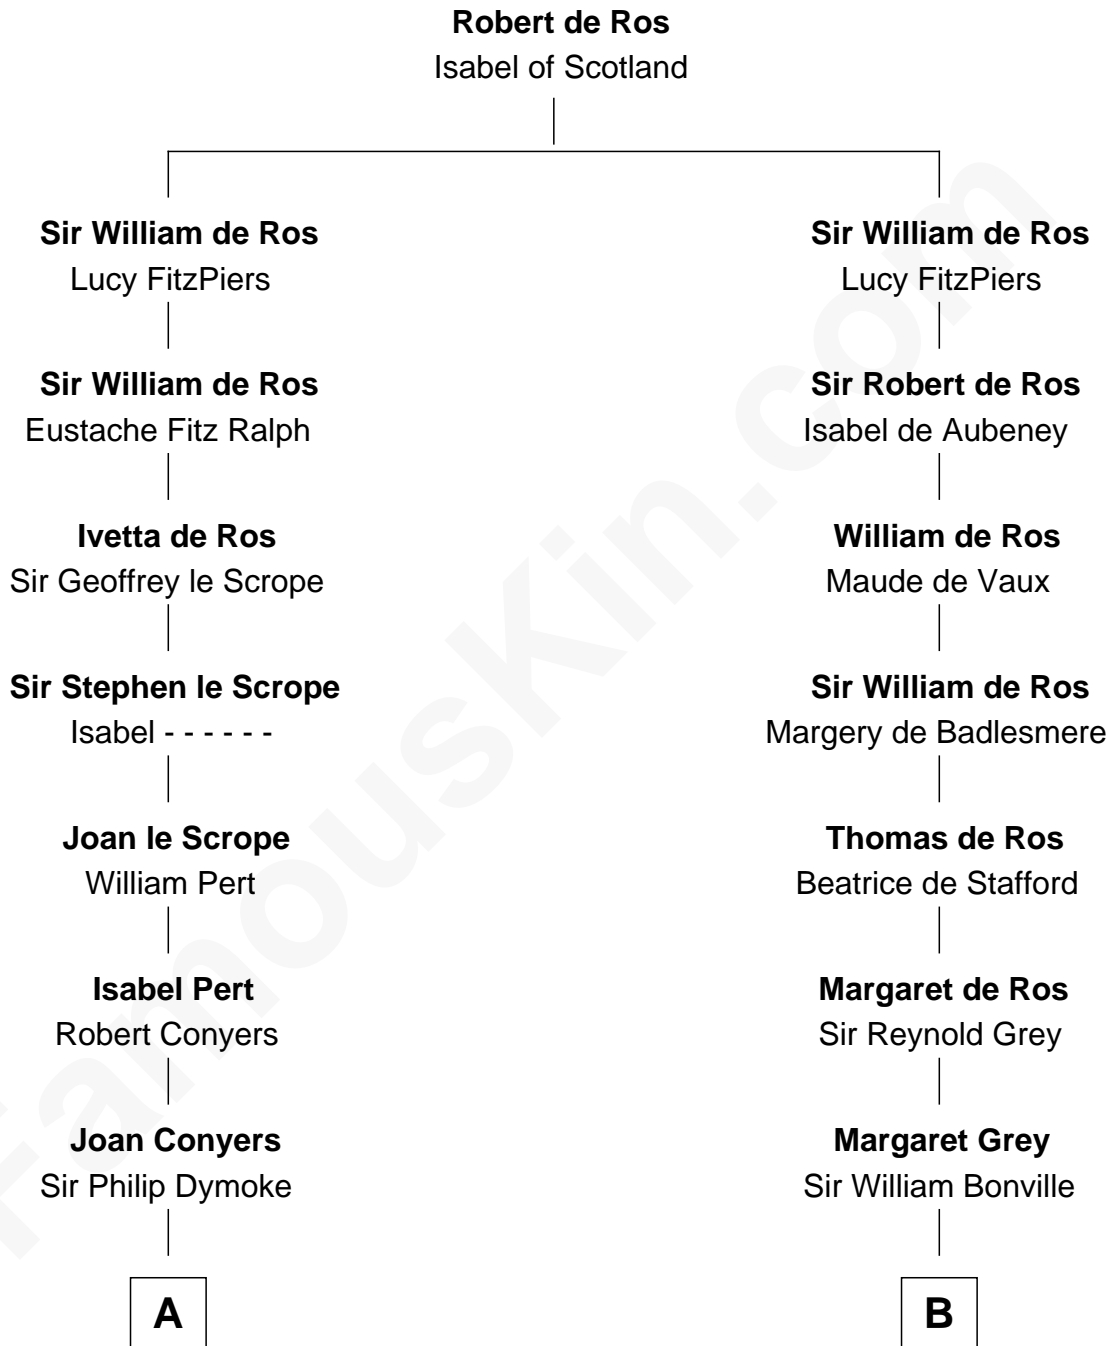 Robert de Ros
Isabel of Scotland
Sir William de Ros
Lucy FitzPiers
Sir William de Ros
Eustache Fitz Ralph
Ivetta de Ros
Sir Geoffrey le Scrope
Sir Stephen le Scrope
Isabel - - - - - -
Joan le Scrope
William Pert
Isabel Pert
Robert Conyers
Joan Conyers
Sir Philip Dymoke
A
Sir William de Ros
Lucy FitzPiers
Sir Robert de Ros
Isabel de Aubeney
William de Ros
Maude de Vaux
Sir William de Ros
Margery de Badlesmere
Thomas de Ros
Beatrice de Stafford
Margaret de Ros
Sir Reynold Grey
Margaret Grey
Sir William Bonville
B
FamousKin.com